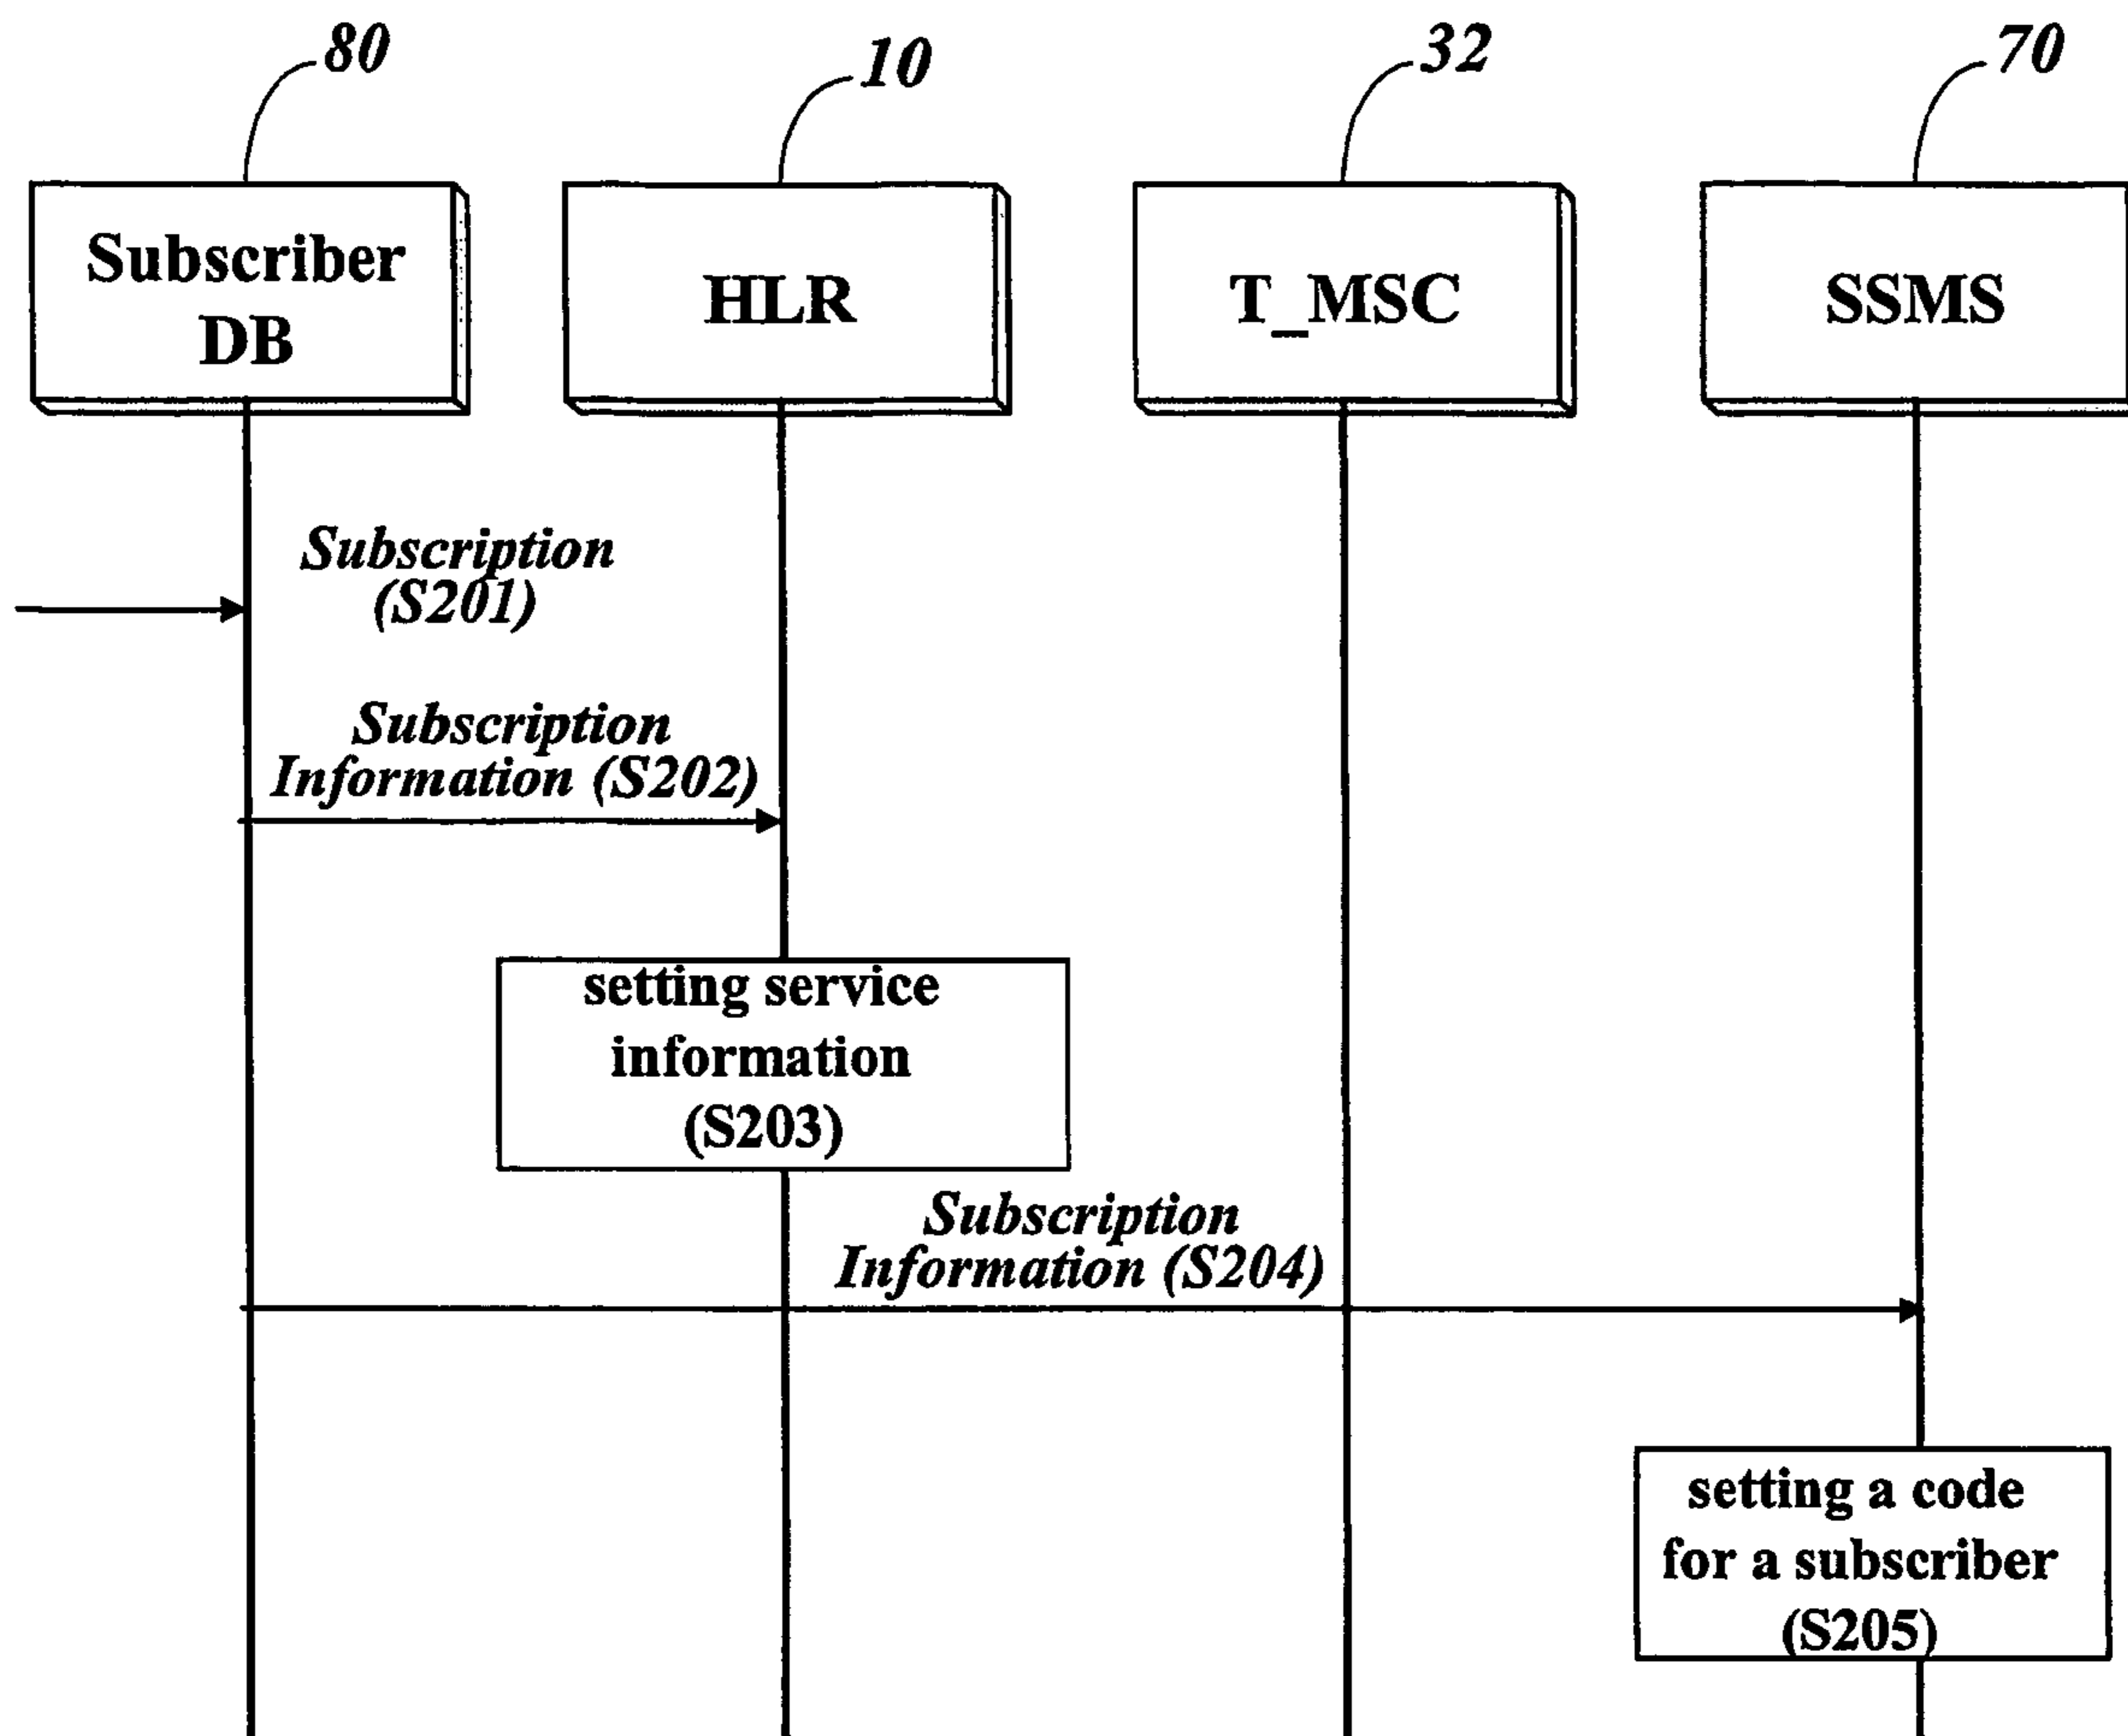 80
10
32
70
Subscriber
DB
HLR
T_MSC
SSMS
Subscription
(S201)
Subscription
Information (S202)
setting service
information
(S203)
Subscription
Information (S204)
setting a code
for a subscriber
(S205)